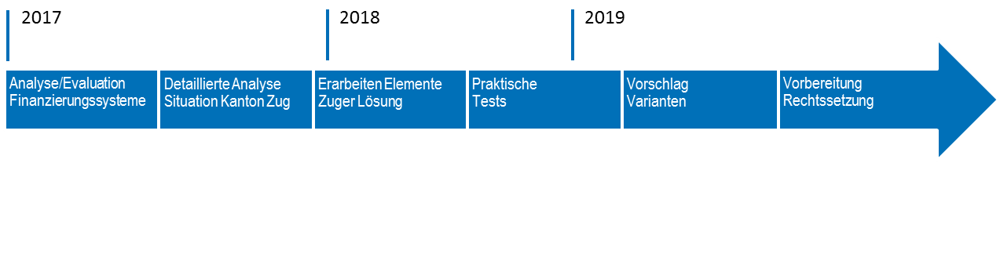 2017
2018
2019
Analyse/Evaluation
Finanzierungssysteme
Detaillierte Analyse
Situation Kanton Zug
Erarbeiten Elemente
Zuger Lösung
Praktische
Tests
Vorschlag
Varianten
Vorbereitung
Rechtssetzung